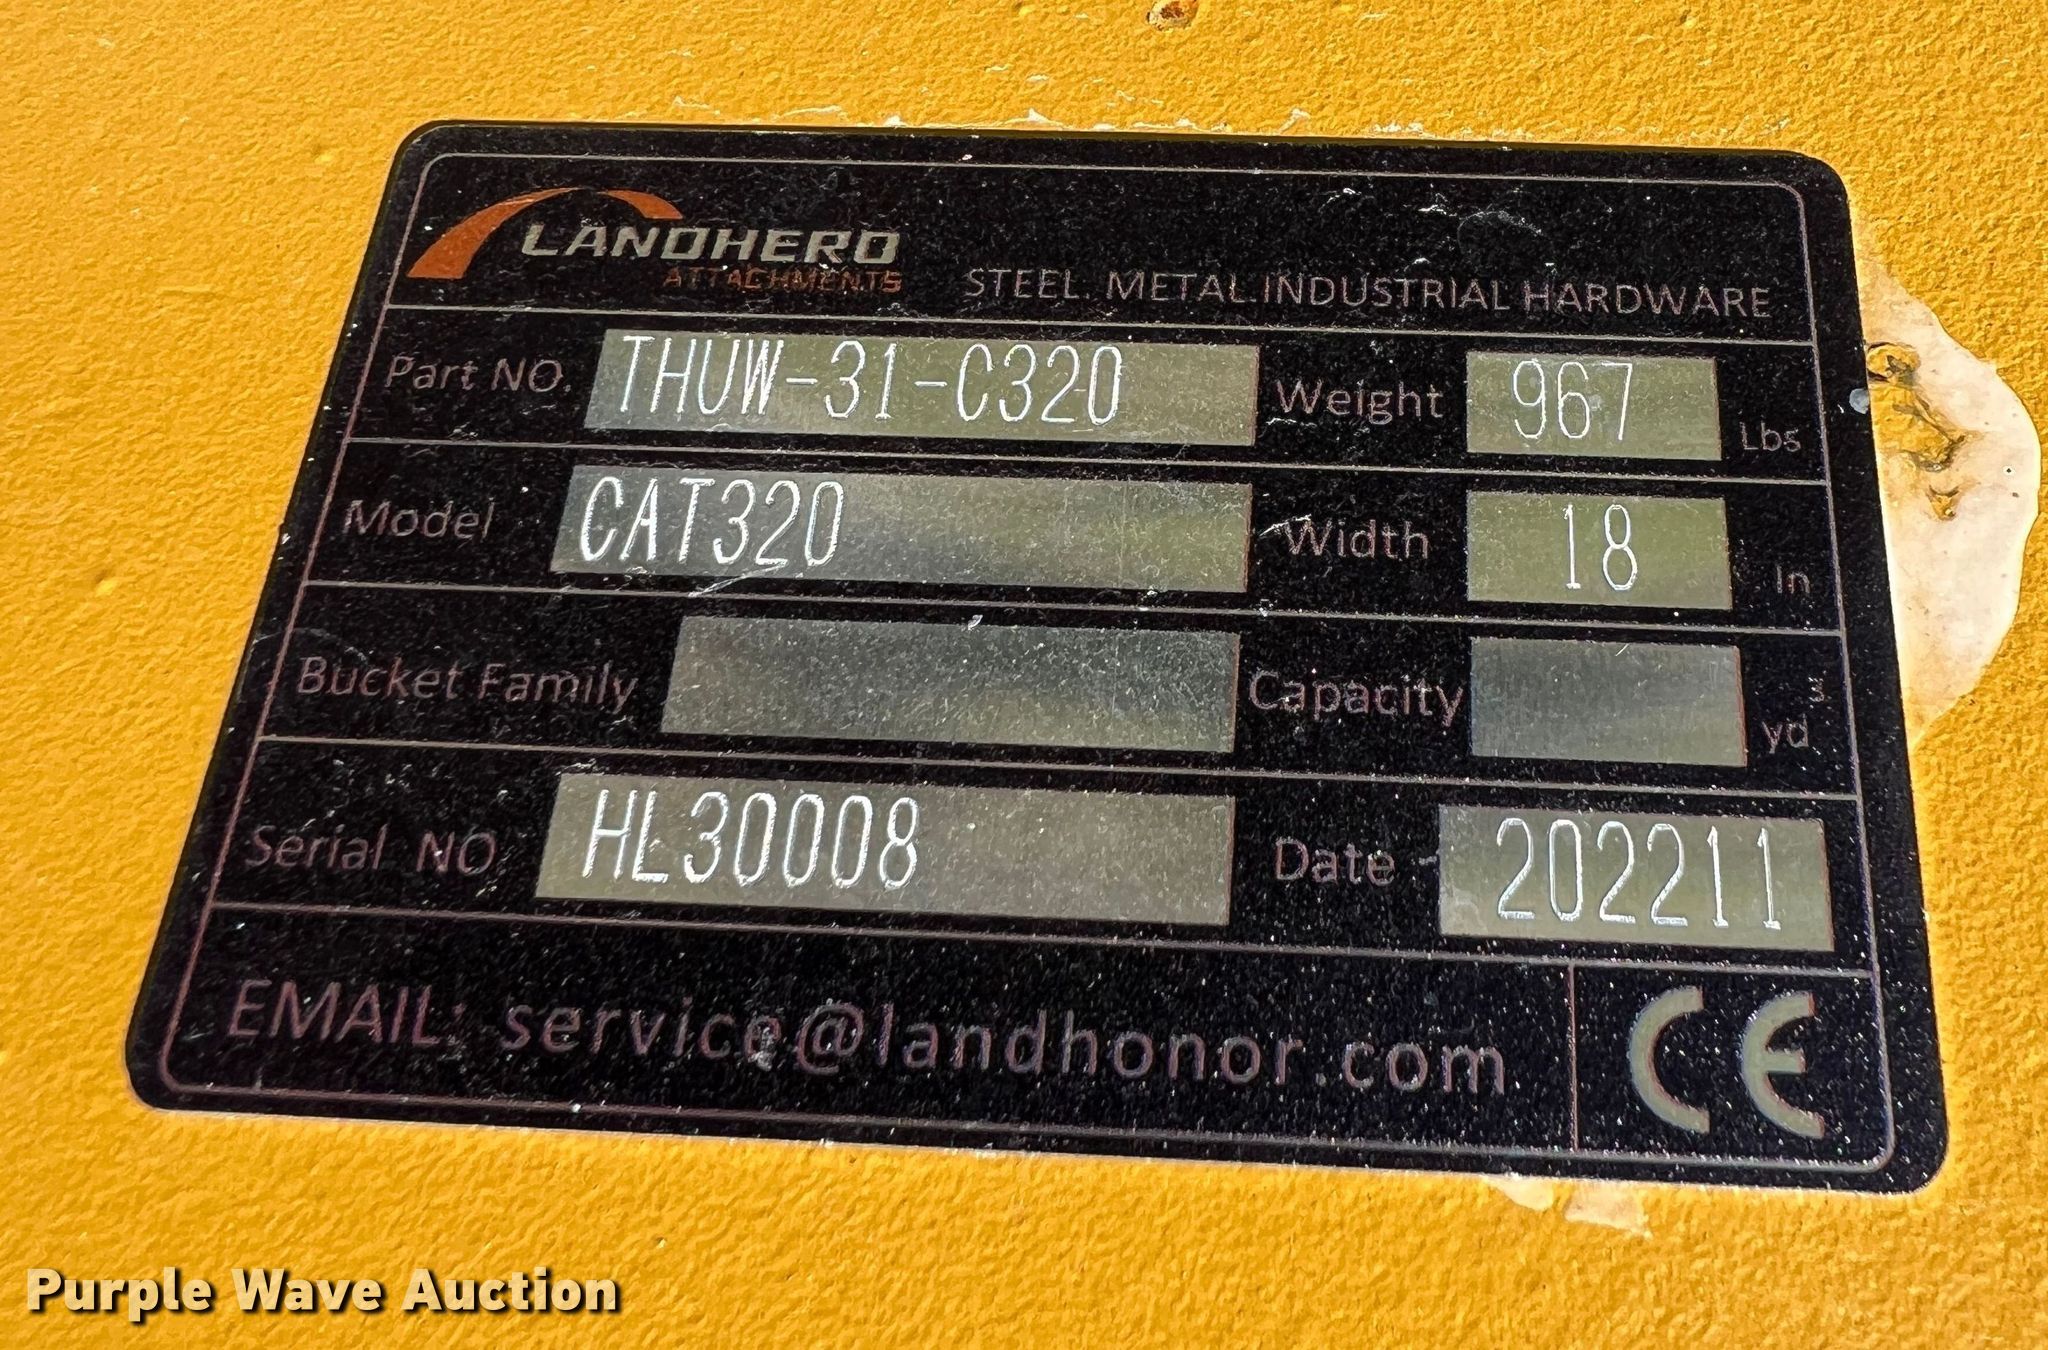 LANDHERO
ATTACHMENTS
STEEL. METAL.INDUSTRIAL HARDWARE
Part NO. THUW-31-C320 Weight 967 Lbs
Model CAT320 Width 18 In
Bucket Family Capacity yd³
Serial NO HL30008 Date 202211
EMAIL: service@landhonor.com CE
Purple Wave Auction